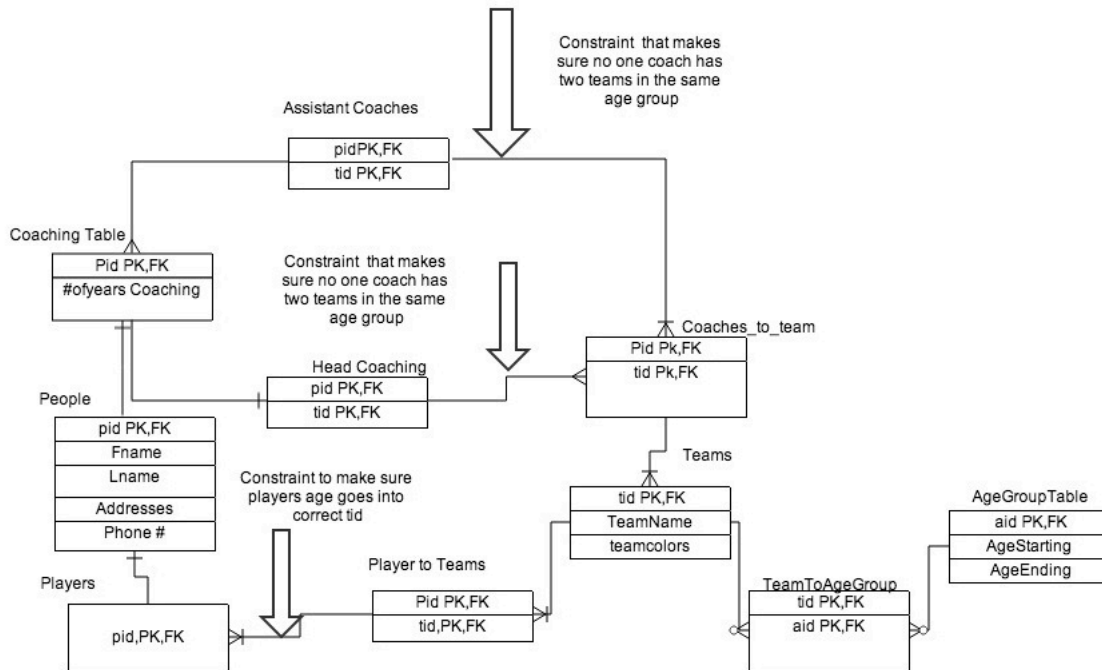 Constraint that makes
sure no one coach has
two teams in the same
age group
Assistant Coaches
pidPK,FK
tid PK,FK
Coaching Table
Pid PK,FK
#ofyears Coaching
Constraint that makes
sure no one coach has
two teams in the same
age group
Coaches_to_team
Pid Pk,FK
tid Pk,FK
Head Coaching
pid PK,FK
tid PK,FK
People
pid PK,FK
Fname
Lname
Addresses
Phone #
Constraint to make sure
players age goes into
correct tid
Teams
tid PK,FK
TeamName
teamcolors
AgeGroupTable
aid PK,FK
AgeStarting
AgeEnding
Player to Teams
Pid PK,FK
tid,PK,FK
TeamToAgeGroup
tid PK,FK
aid PK,FK
Players
pid,PK,FK